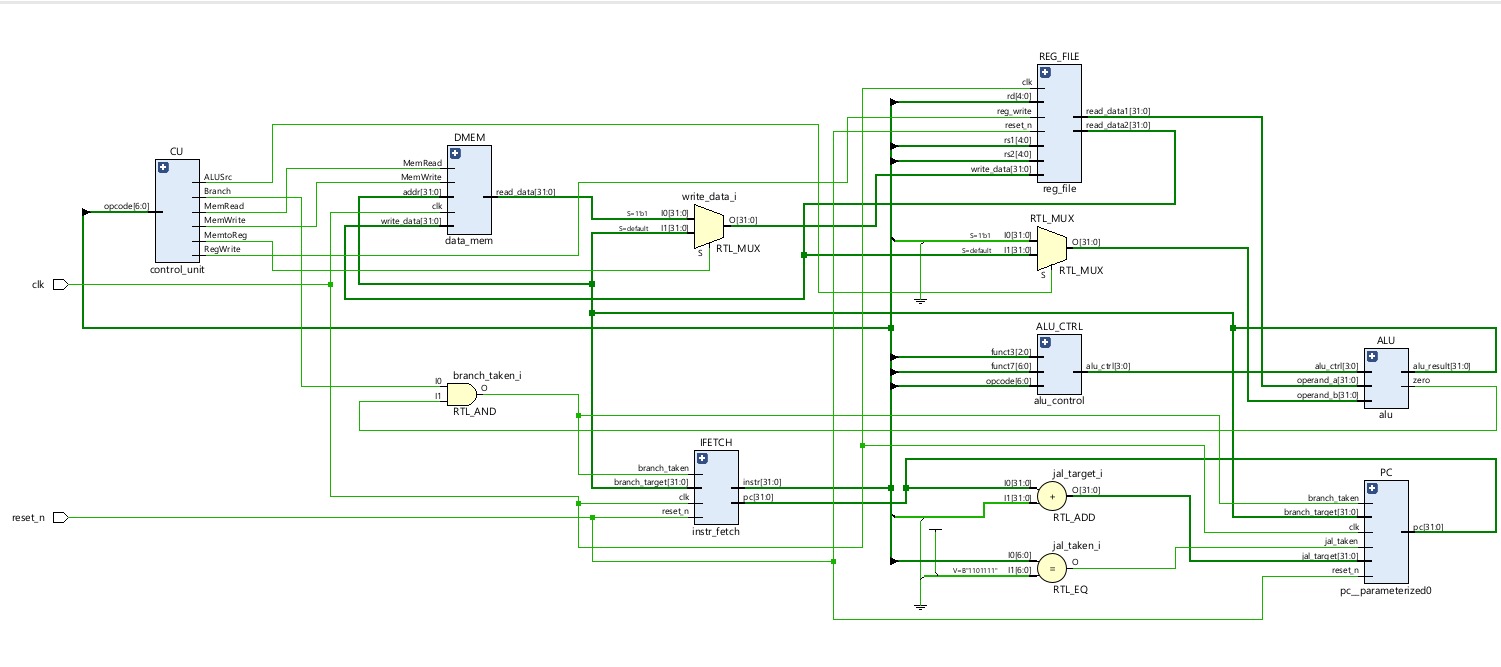 CU
opcode[6:0]
ALUSrc
Branch
MemRead
MemWrite
MemtoReg
RegWrite
control_unit
clk
reset_n
DMEM
MemRead
MemWrite
addr[31:0]
clk
write_data[31:0]
read_data[31:0]
data_mem
write_data_i
S=1'b1
I0[31:0]
S=default
I1[31:0]
O[31:0]
S
RTL_MUX
branch_taken_i
I0
I1
O
RTL_AND
IFETCH
branch_taken
branch_target[31:0]
clk
reset_n
instr[31:0]
pc[31:0]
instr_fetch
REG_FILE
clk
rd[4:0]
reg_write
reset_n
rs1[4:0]
rs2[4:0]
write_data[31:0]
read_data1[31:0]
read_data2[31:0]
reg_file
RTL_MUX
S=1'b1
I0[31:0]
S=default
I1[31:0]
O[31:0]
S
RTL_MUX
ALU_CTRL
funct3[2:0]
funct7[6:0]
opcode[6:0]
alu_ctrl[3:0]
alu_control
jal_target_i
I0[31:0]
I1[31:0]
+
O[31:0]
RTL_ADD
jal_taken_i
I0[6:0]
V=B"1101111"
I1[6:0]
=
O
RTL_EQ
ALU
alu_ctrl[3:0]
operand_a[31:0]
operand_b[31:0]
alu_result[31:0]
zero
alu
PC
branch_taken
branch_target[31:0]
clk
jal_taken
jal_target[31:0]
reset_n
pc[31:0]
pc__parameterized0